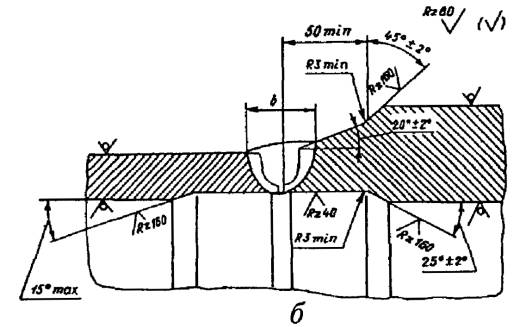 Rz80 (√)
50 min
45°±2°
Rz160
R3 min
b
20°±2°
Rz40
Rz160
R3 min
Rz160
15° max
25°±2°
б